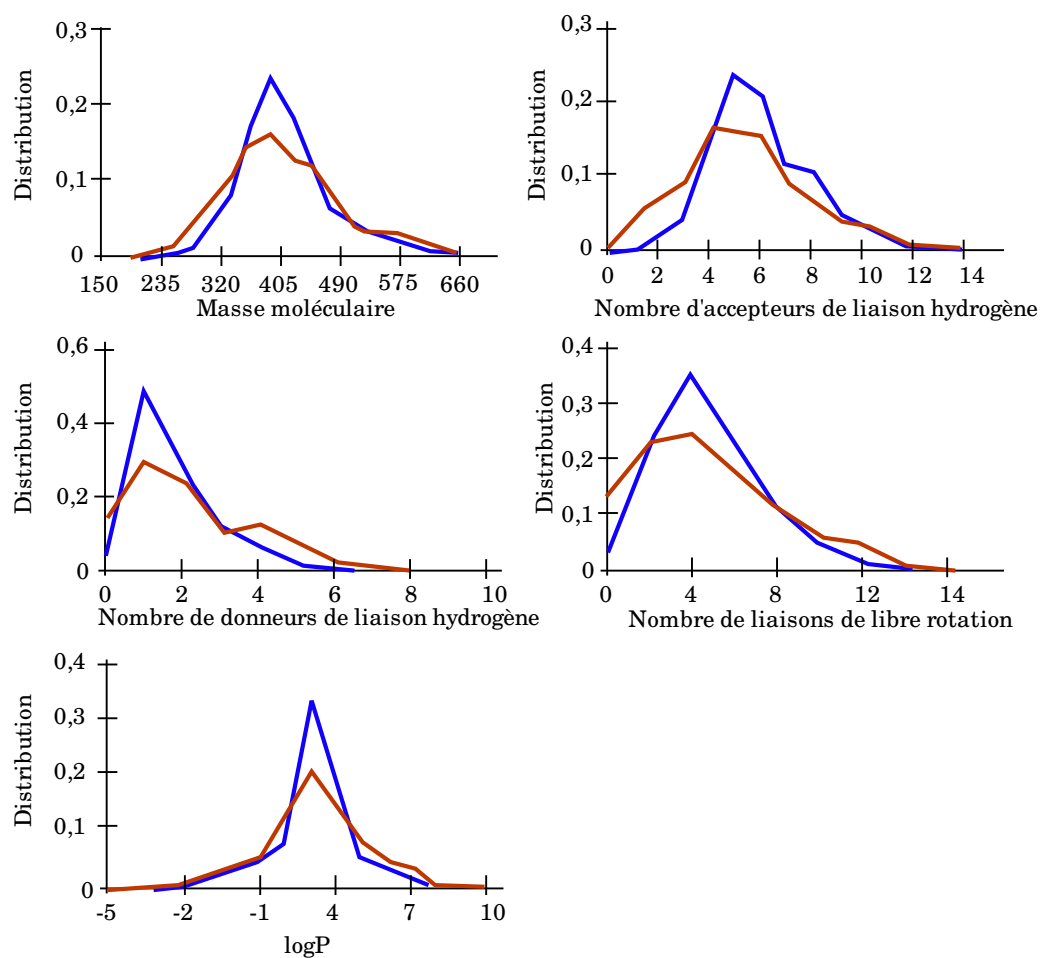 0,3
0,2
0,1
0
Distribution
150 235 320 405 490 575 660
Masse moléculaire
0,3
0,2
0,1
0
Distribution
0 2 4 6 8 10 12 14
Nombre d'accepteurs de liaison hydrogène
0,6
0,4
0,2
0
Distribution
0 2 4 6 8 10
Nombre de donneurs de liaison hydrogène
0,4
0,3
0,2
0,1
0
Distribution
0 4 8 12 14
Nombre de liaisons de libre rotation
0,4
0,3
0,2
0,1
0
Distribution
-5 -2 -1 4 7 10
logP